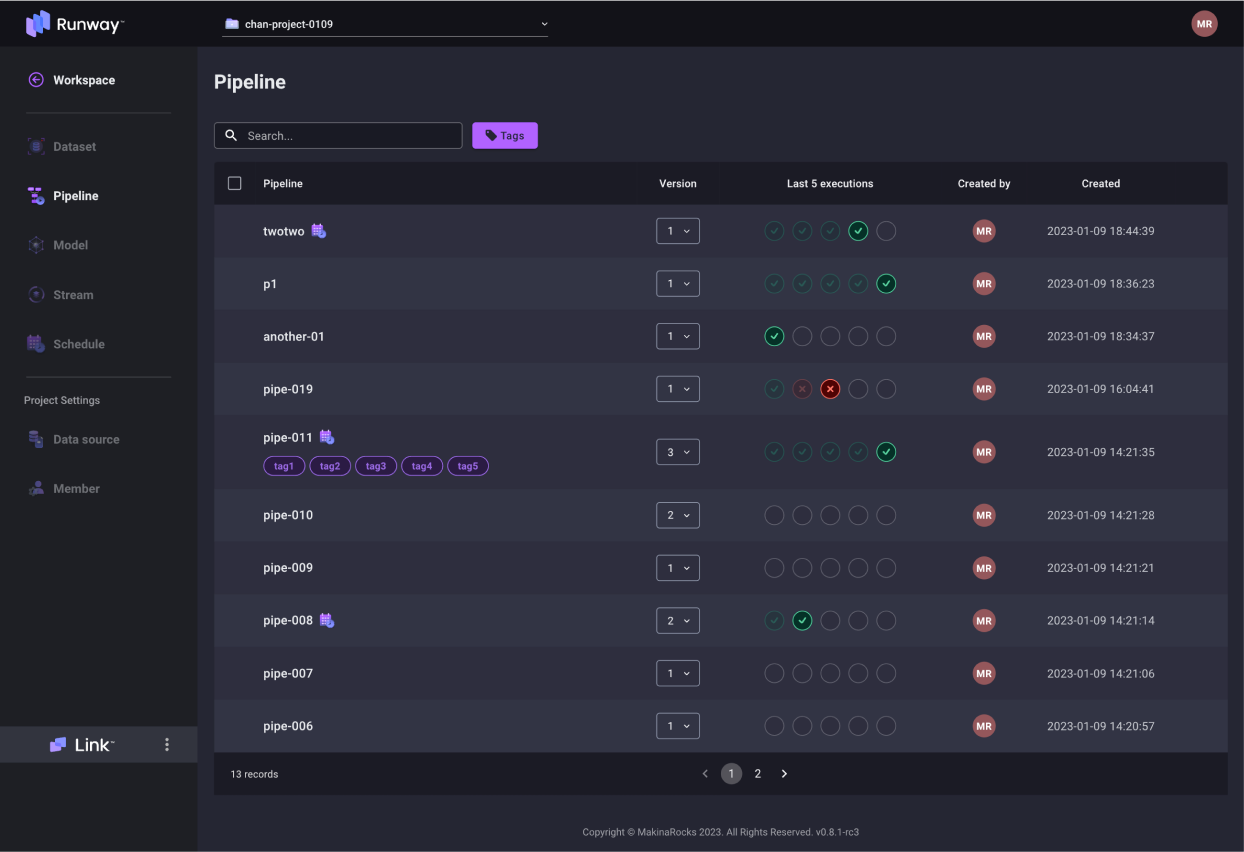 Runway™
chan-project-0109
MR
Workspace
Dataset
Pipeline
Model
Stream
Schedule
Project Settings
Data source
Member
Link™
Pipeline
Search...
Tags
Pipeline Version Last 5 executions Created by Created
twotwo 1 MR 2023-01-09 18:44:39
p1 1 MR 2023-01-09 18:36:23
another-01 1 MR 2023-01-09 18:34:37
pipe-019 1 MR 2023-01-09 16:04:41
pipe-011 3 MR 2023-01-09 14:21:35
tag1 tag2 tag3 tag4 tag5
pipe-010 2 MR 2023-01-09 14:21:28
pipe-009 1 MR 2023-01-09 14:21:21
pipe-008 2 MR 2023-01-09 14:21:14
pipe-007 1 MR 2023-01-09 14:21:06
pipe-006 1 MR 2023-01-09 14:20:57
13 records 1 2
Copyright © MakinaRocks 2023. All Rights Reserved. v0.8.1-rc3